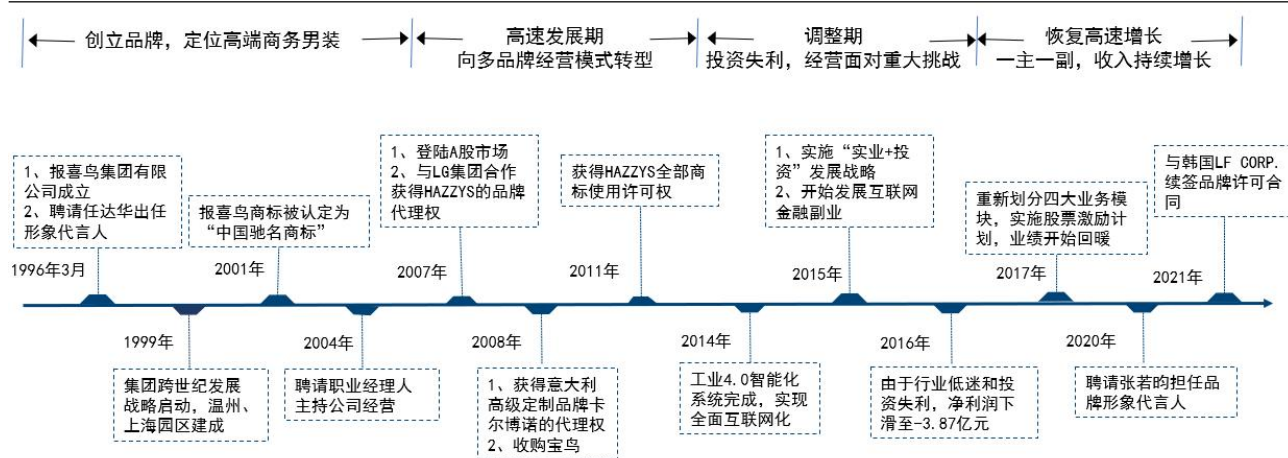 创立品牌，定位高端商务男装
高速发展期
向多品牌经营模式转型
调整期
投资失利，经营面对重大挑战
恢复高速增长
一主一副，收入持续增长
1、报喜鸟集团有限
公司成立
2、聘请任达华出任
形象代言人
1996年3月
报喜鸟商标被认定为
“中国驰名商标”
2001年
1、登陆A股市场
2、与LG集团合作
获得HAZZYS的品牌
代理权
2007年
获得HAZZYS全部商
标使用许可权
2011年
1、实施“实业+投
资”发展战略
2、开始发展互联网
金融副业
2015年
重新划分四大业务模
块，实施股票激励计
划，业绩开始回暖
2017年
与韩国LF CORP.
续签品牌许可合
同
2021年
1999年
集团跨世纪发展
战略启动，温州、
上海园区建成
2004年
聘请职业经理人
主持公司经营
2008年
1、获得意大利
高级定制品牌卡
尔博诺的代理权
2、收购宝鸟
2014年
工业4.0智能化
系统完成，实现
全面互联网化
2016年
由于行业低迷和投
资失利，净利润下
滑至-3.87亿元
2020年
聘请张若昀担任品
牌形象代言人